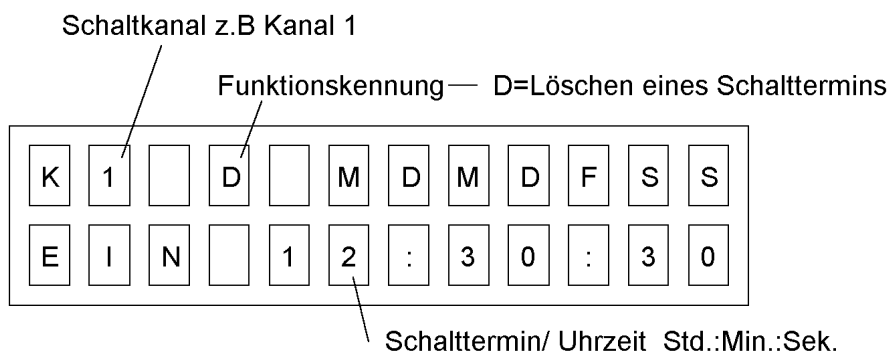 Schaltkanal z.B Kanal 1
Funktionskennung — D=Löschen eines Schalttermins
K 1 D M D M D F S S
E I N 1 2 : 3 0 : 3 0
Schalttermin/ Uhrzeit Std.:Min.:Sek.